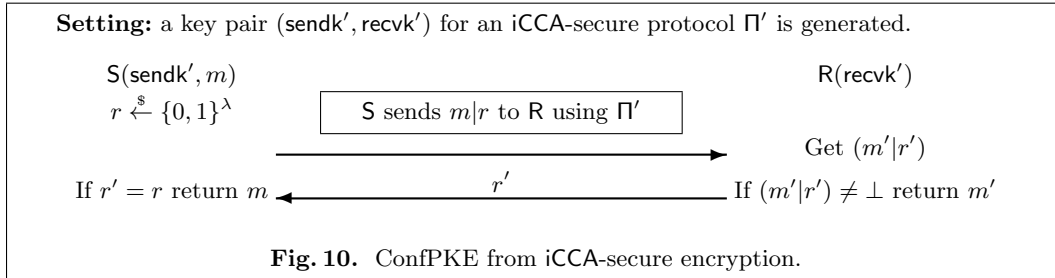 Setting: a key pair (sendk′, recvk′) for an iCCA-secure protocol Π′ is generated.
S(sendk′, m) R(recvk′)
r $← {0, 1}λ
S sends m|r to R using Π′
Get (m′|r′)
If r′ = r return m r′ If (m′|r′) ≠ ⊥ return m′
Fig. 10. ConfPKE from iCCA-secure encryption.